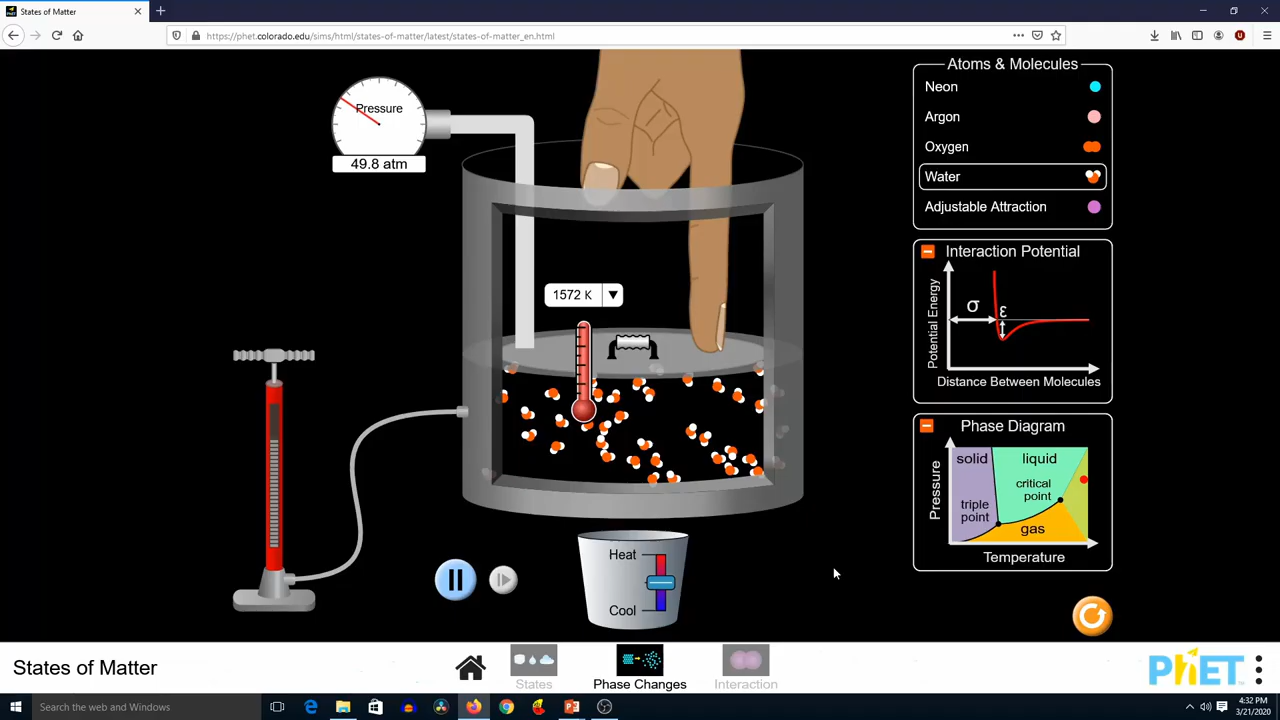 States of Matter
https://phet.colorado.edu/sims/html/states-of-matter/latest/states-of-matter_en.html
Pressure
49.8 atm
1572 K
Heat
Cool
Atoms & Molecules
Neon
Argon
Oxygen
Water
Adjustable Attraction
Interaction Potential
Potential Energy
σ
ε
Distance Between Molecules
Phase Diagram
Pressure
solid
liquid
critical
point
triple
point
gas
Temperature
States of Matter
States
Phase Changes
Interaction
PhET
Search the web and Windows
4:32 PM
3/21/2020